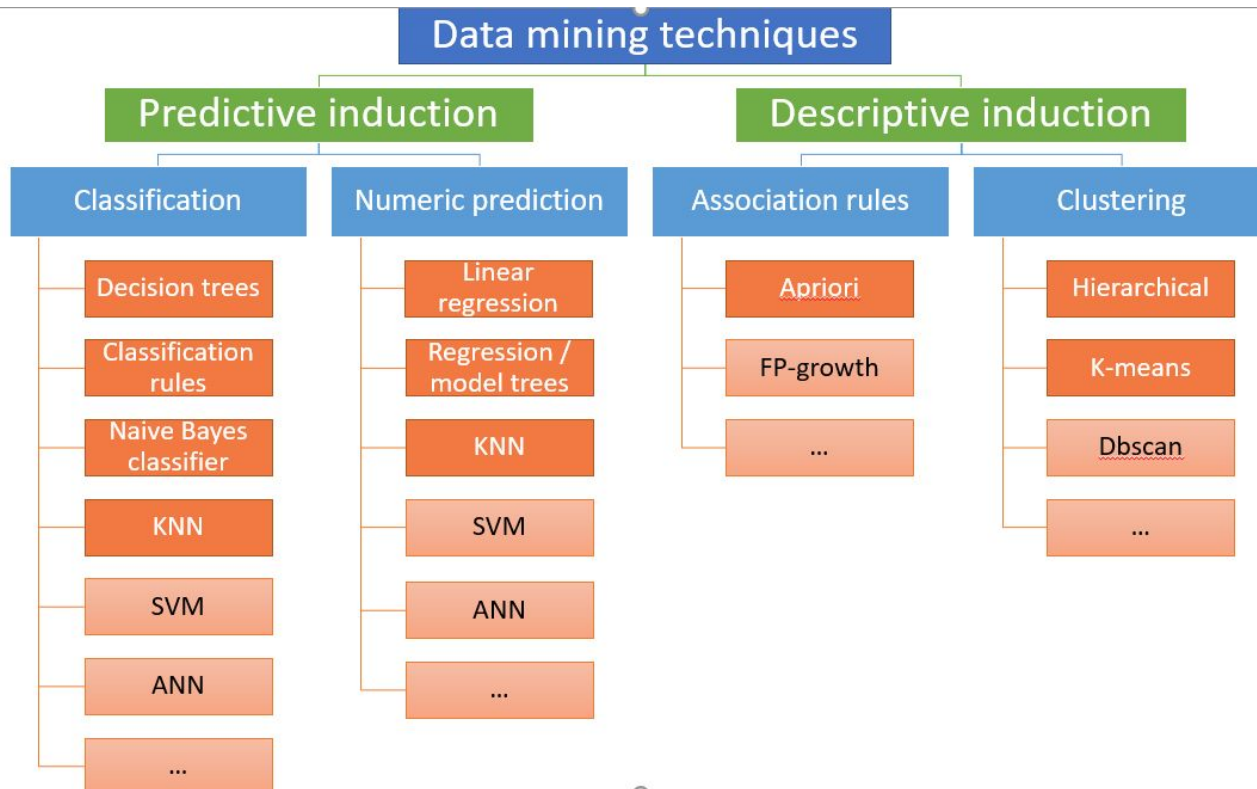 Data mining techniques
Predictive induction
Descriptive induction
Classification
Numeric prediction
Association rules
Clustering
Decision trees
Classification
rules
Naive Bayes
classifier
KNN
SVM
ANN
...
Linear
regression
Regression /
model trees
KNN
SVM
ANN
...
Apriori
FP-growth
...
Hierarchical
K-means
Dbscan
...